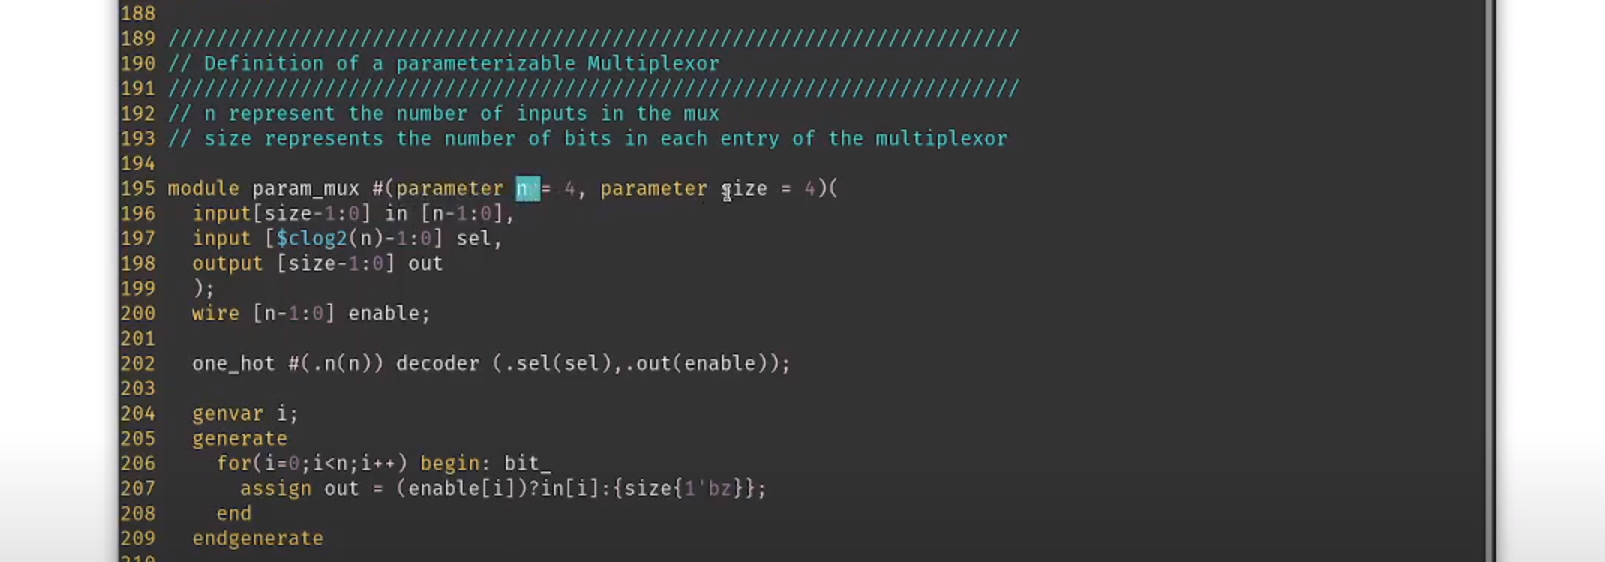 188
189 ///////////////////////////////////////////////////////////////////////
190 // Definition of a parameterizable Multiplexor
191 ///////////////////////////////////////////////////////////////////////
192 // n represent the number of inputs in the mux
193 // size represents the number of bits in each entry of the multiplexor
194
195 module param_mux #(parameter n = 4, parameter size = 4)(
196   input[size-1:0] in [n-1:0],
197   input [$clog2(n)-1:0] sel,
198   output [size-1:0] out
199   );
200   wire [n-1:0] enable;
201
202   one_hot #(.n(n)) decoder (.sel(sel),.out(enable));
203
204   genvar i;
205   generate
206     for(i=0;i<n;i++) begin: bit_
207       assign out = (enable[i])?in[i]:{size{1'bz}};
208     end
209   endgenerate
210